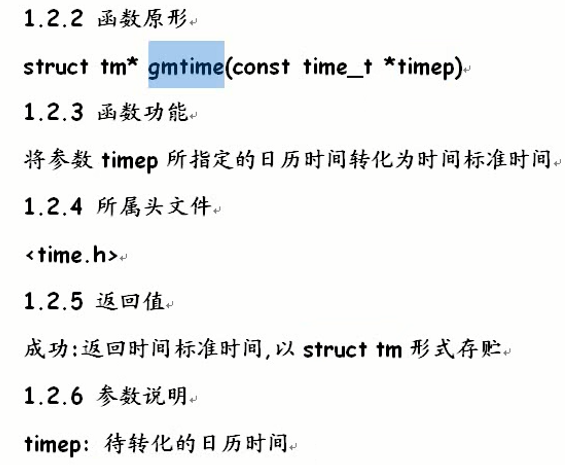 1.2.2 函数原形
struct tm* gmtime(const time_t *timep)
1.2.3 函数功能
将参数 timep 所指定的日历时间转化为时间标准时间
1.2.4 所属头文件
<time.h>
1.2.5 返回值
成功:返回时间标准时间,以 struct tm 形式存贮
1.2.6 参数说明
timep: 待转化的日历时间